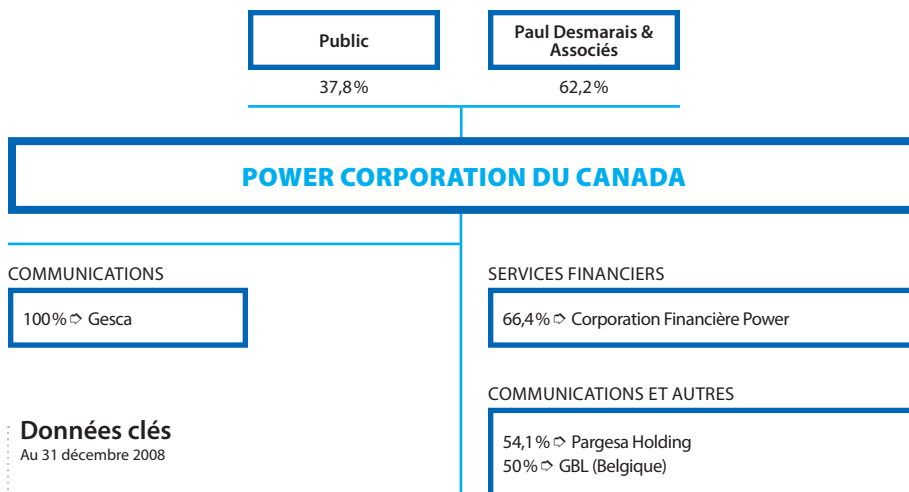 Public
Paul Desmarais &
Associés
37,8%
62,2%
POWER CORPORATION DU CANADA
COMMUNICATIONS
100% ➩ Gesca
SERVICES FINANCIERS
66,4% ➩ Corporation Financière Power
COMMUNICATIONS ET AUTRES
54,1% ➩ Pargesa Holding
50% ➩ GBL (Belgique)
Données clés
Au 31 décembre 2008